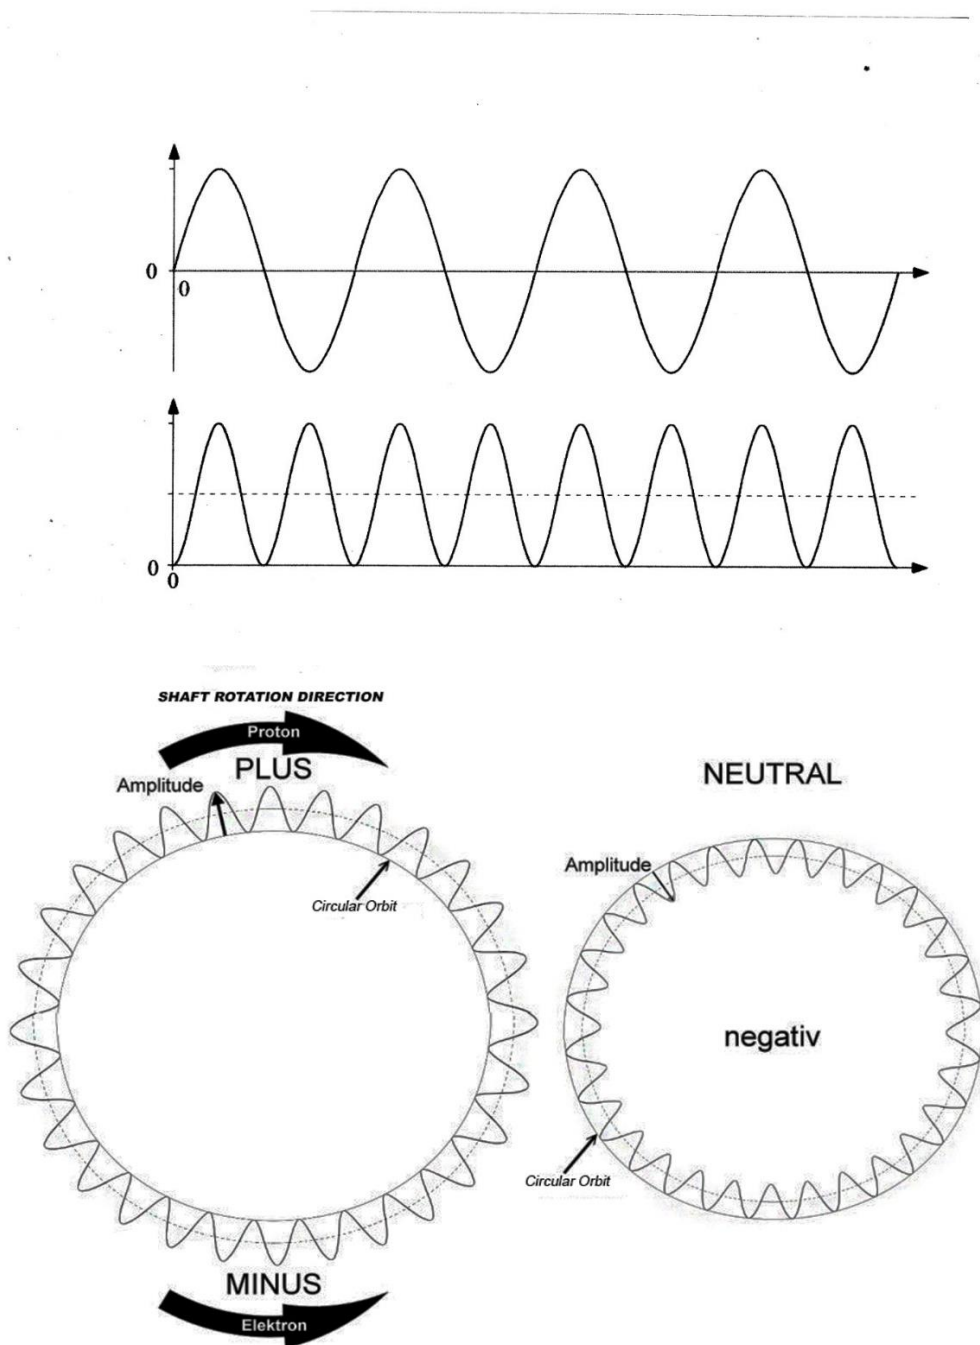 0
0
0
0
SHAFT ROTATION DIRECTION
Proton
PLUS
Amplitude
Circular Orbit
MINUS
Elektron
NEUTRAL
Amplitude
negativ
Circular Orbit